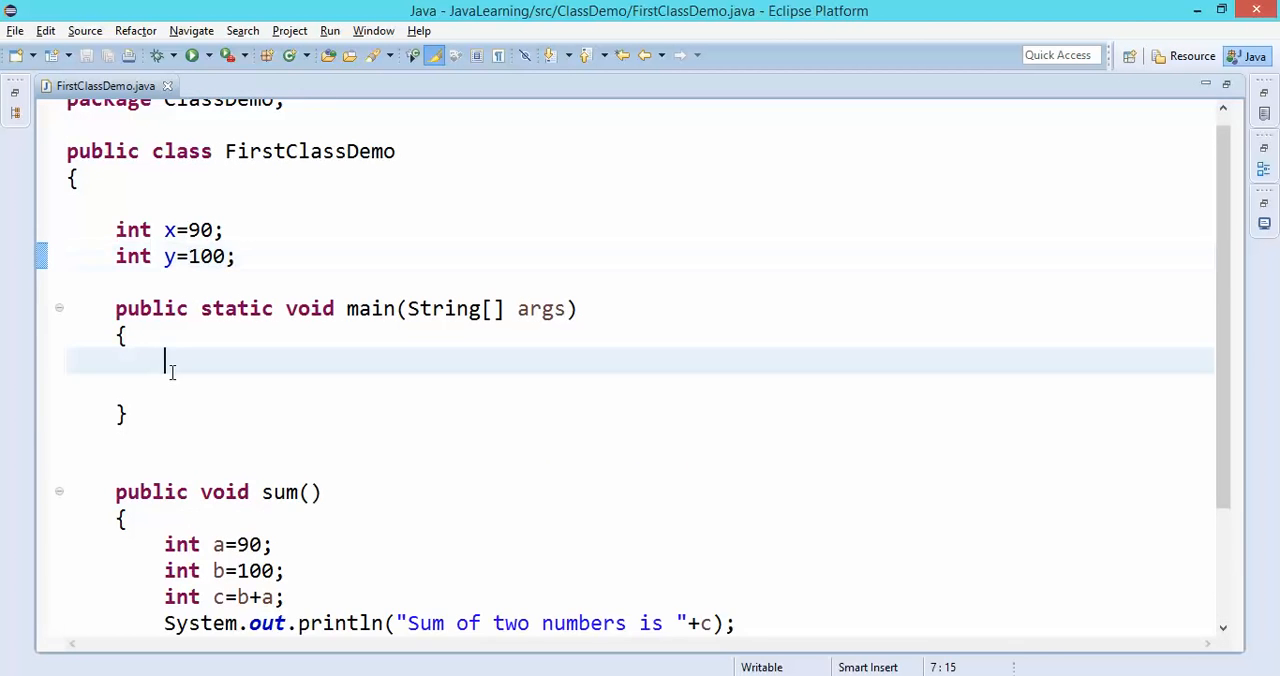 Java - JavaLearning/src/ClassDemo/FirstClassDemo.java - Eclipse Platform
File Edit Source Refactor Navigate Search Project Run Window Help
Quick Access Resource Java
FirstClassDemo.java
package ClassDemo;
public class FirstClassDemo
{
int x=90;
int y=100;
public static void main(String[] args)
{
}
public void sum()
{
int a=90;
int b=100;
int c=b+a;
System.out.println("Sum of two numbers is "+c);
Writable Smart Insert 7:15